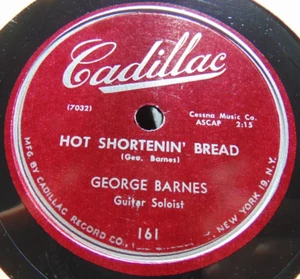 Cadillac
(7032)
Cessna Music Co.
ASCAP 2:15
HOT SHORTENIN' BREAD
(Geo. Barnes)
GEORGE BARNES
Guitar Soloist
161
MFG BY CADILLAC RECORD CO., NEW YORK 19, N.Y.